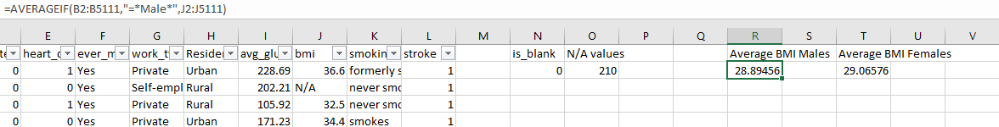 =AVERAGEIF(B2:B5111,"=*Male*",J2:J5111)
E F G H I J K L M N O P Q R S T U V
heart_ ever_m work_t Resider avg_glu bmi smokin stroke is_blank N/A values Average BMI Males Average BMI Females
0 1 Yes Private Urban 228.69 36.6 formerly s 1 0 210 28.89456 29.06576
0 0 Yes Self-empl Rural 202.21 N/A never smo 1
0 1 Yes Private Rural 105.92 32.5 never smo 1
0 0 Yes Private Urban 171.23 34.4 smokes 1